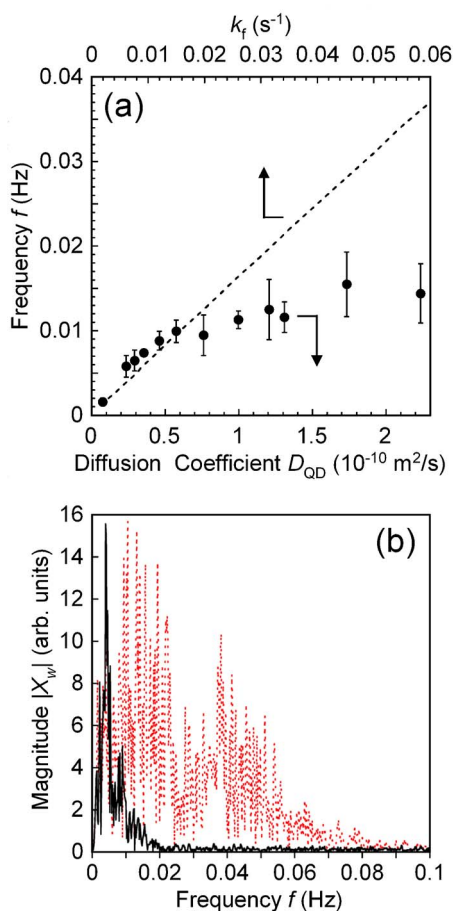 k_f (s⁻¹)
0 0.01 0.02 0.03 0.04 0.05 0.06
(a)
0.04
0.03
0.02
0.01
0
Frequency f (Hz)
0 0.5 1 1.5 2
Diffusion Coefficient D_QD (10⁻¹⁰ m²/s)
(b)
16
14
12
10
8
6
4
2
0
Magnitude |X_w| (arb. units)
0 0.02 0.04 0.06 0.08 0.1
Frequency f (Hz)